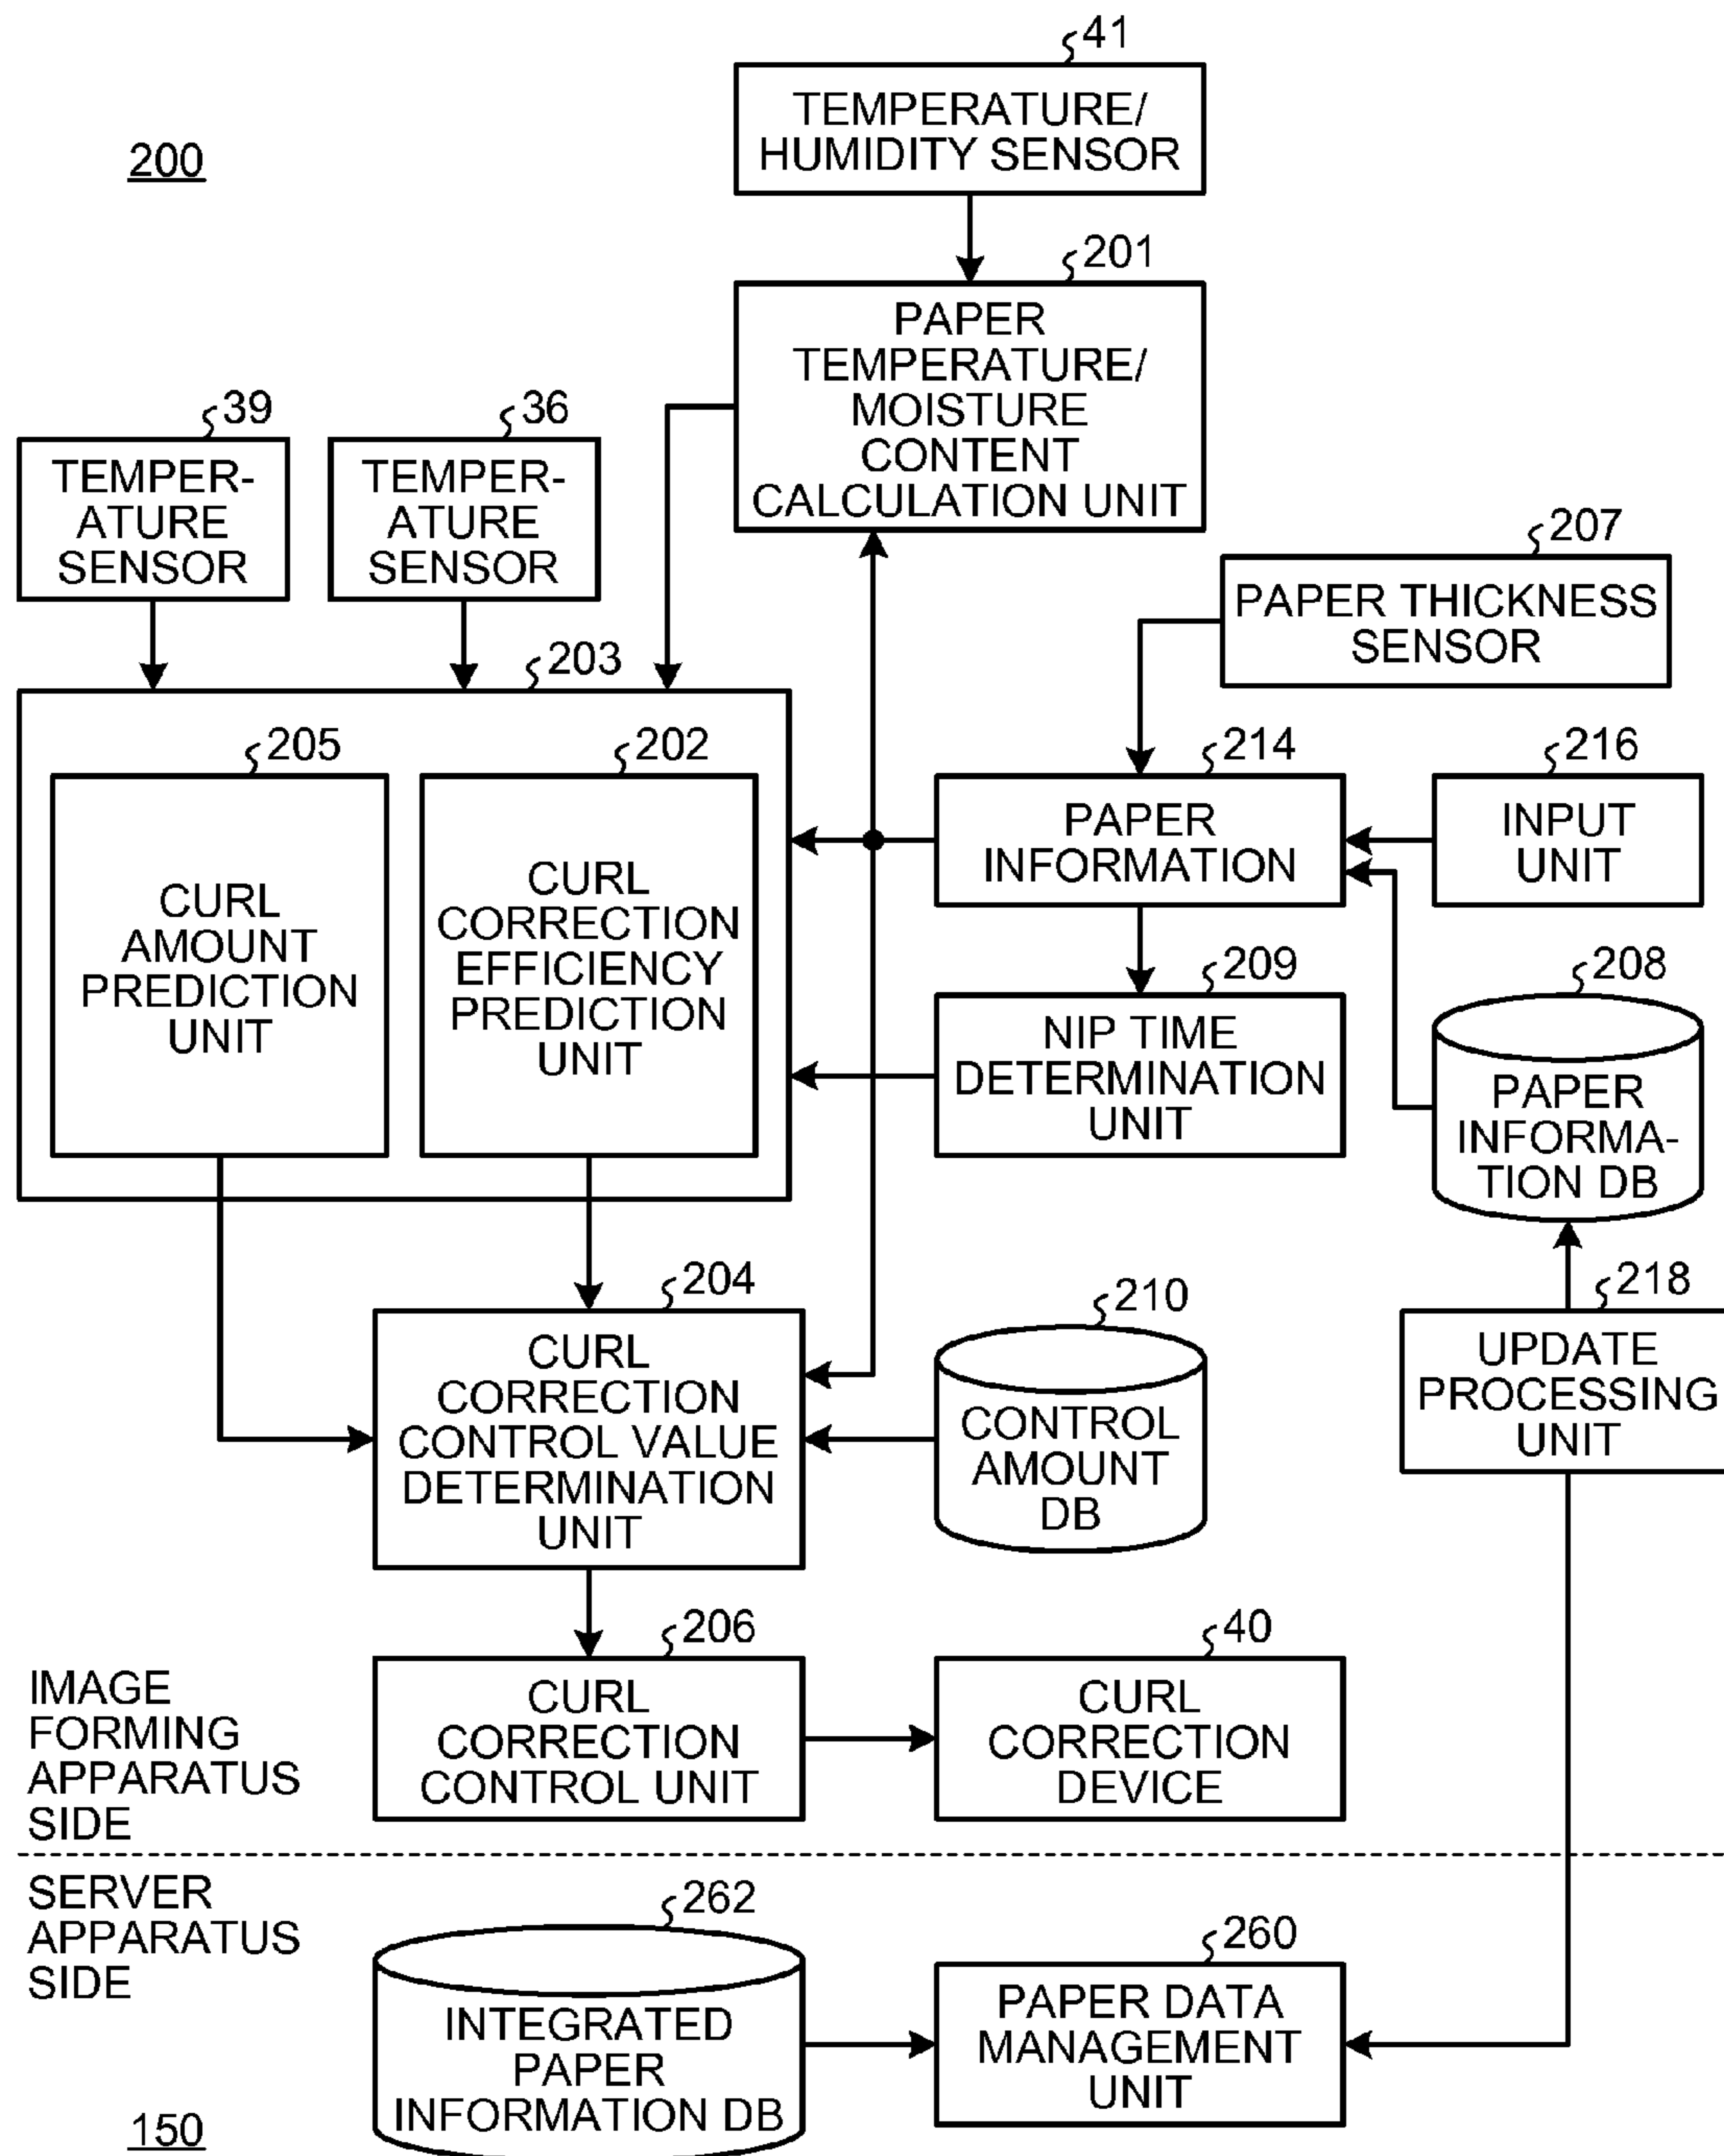 41
TEMPERATURE/
HUMIDITY SENSOR
200
201
PAPER
TEMPERATURE/
MOISTURE
CONTENT
CALCULATION UNIT
39
TEMPER-
ATURE
SENSOR
36
TEMPER-
ATURE
SENSOR
207
PAPER THICKNESS
SENSOR
203
205
CURL
AMOUNT
PREDICTION
UNIT
202
CURL
CORRECTION
EFFICIENCY
PREDICTION
UNIT
214
PAPER
INFORMATION
216
INPUT
UNIT
209
NIP TIME
DETERMINATION
UNIT
208
PAPER
INFORMA-
TION DB
204
CURL
CORRECTION
CONTROL VALUE
DETERMINATION
UNIT
210
CONTROL
AMOUNT
DB
218
UPDATE
PROCESSING
UNIT
206
CURL
CORRECTION
CONTROL UNIT
40
CURL
CORRECTION
DEVICE
IMAGE
FORMING
APPARATUS
SIDE
SERVER
APPARATUS
SIDE
262
INTEGRATED
PAPER
INFORMATION DB
260
PAPER DATA
MANAGEMENT
UNIT
150